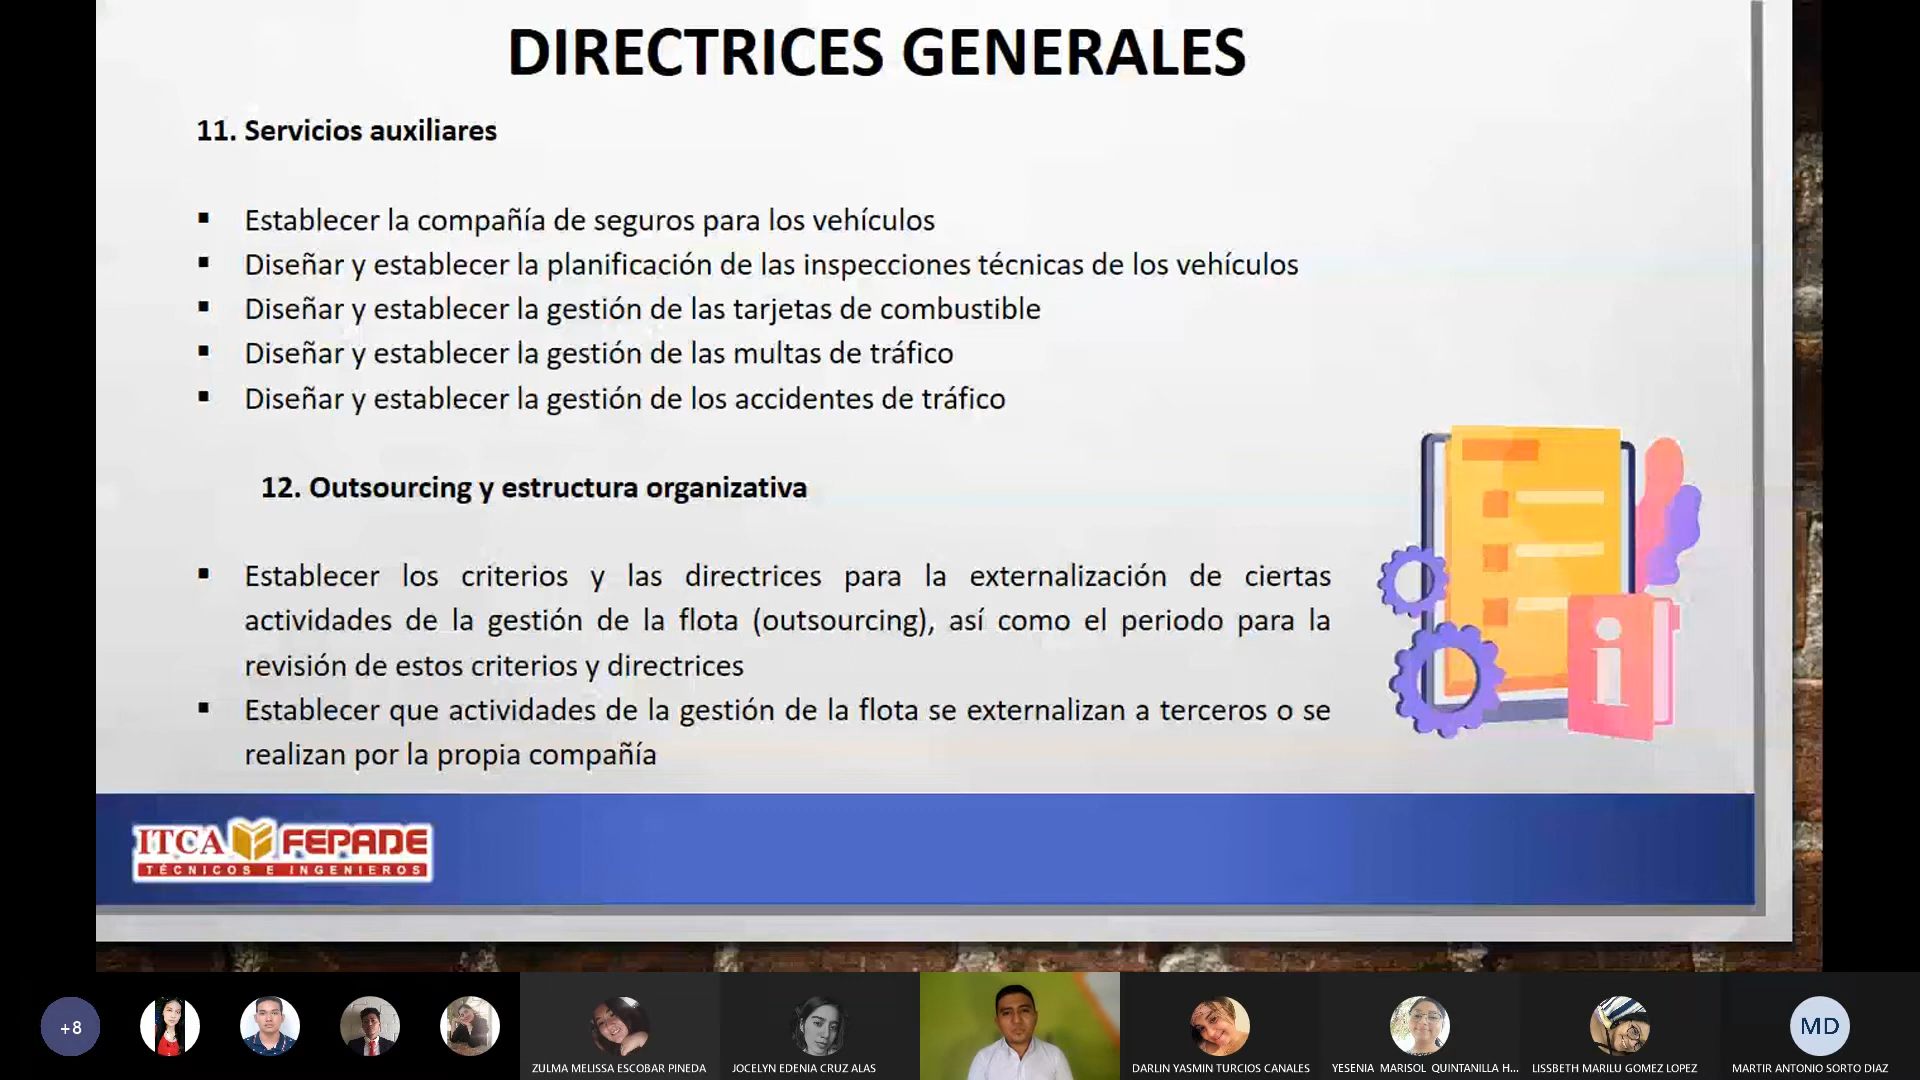 DIRECTRICES GENERALES
11. Servicios auxiliares
▪ Establecer la compañía de seguros para los vehículos
▪ Diseñar y establecer la planificación de las inspecciones técnicas de los vehículos
▪ Diseñar y establecer la gestión de las tarjetas de combustible
▪ Diseñar y establecer la gestión de las multas de tráfico
▪ Diseñar y establecer la gestión de los accidentes de tráfico
12. Outsourcing y estructura organizativa
▪ Establecer los criterios y las directrices para la externalización de ciertas
actividades de la gestión de la flota (outsourcing), así como el periodo para la
revisión de estos criterios y directrices
▪ Establecer que actividades de la gestión de la flota se externalizan a terceros o se
realizan por la propia compañía
i
ITCA FEPADE
TÉCNICOS E INGENIEROS
+8
MD
ZULMA MELISSA ESCOBAR PINEDA
JOCELYN EDENIA CRUZ ALAS
DARLIN YASMIN TURCIOS CANALES
YESENIA MARISOL QUINTANILLA H...
LISSBETH MARILU GOMEZ LOPEZ
MARTIR ANTONIO SORTO DIAZ